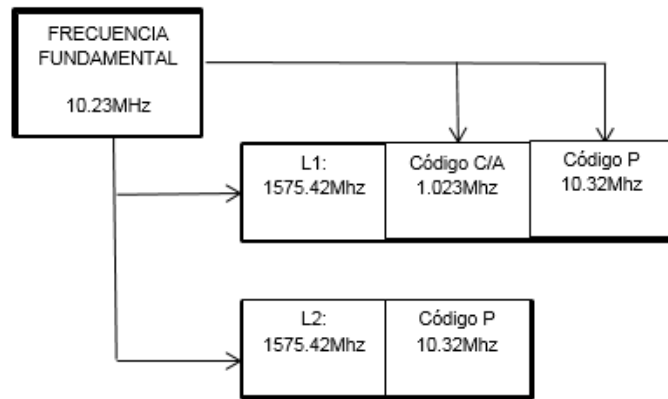 FRECUENCIA
FUNDAMENTAL
10.23MHz
L1:
1575.42Mhz
Código C/A
1.023Mhz
Código P
10.32Mhz
L2:
1575.42Mhz
Código P
10.32Mhz